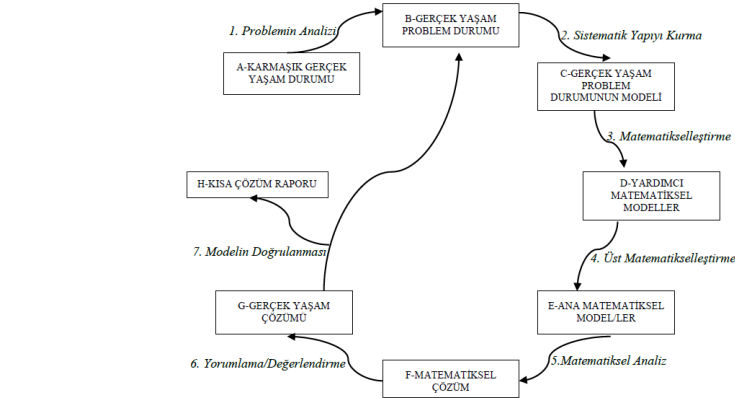 B-GERÇEK YAŞAM
PROBLEM DURUMU
1. Problemin Analizi
2. Sistematik Yapıyı Kurma
A-KARMAŞIK GERÇEK
YAŞAM DURUMU
C-GERÇEK YAŞAM
PROBLEM
DURUMUNUN MODELİ
3. Matematikselleştirme
H-KISA ÇÖZÜM RAPORU
D-YARDIMCI
MATEMATİKSEL
MODELLER
7. Modelin Doğrulanması
4. Üst Matematikselleştirme
G-GERÇEK YAŞAM
ÇÖZÜMÜ
E-ANA MATEMATİKSEL
MODEL/LER
6. Yorumlama/Değerlendirme
5.Matematiksel Analiz
F-MATEMATİKSEL
ÇÖZÜM